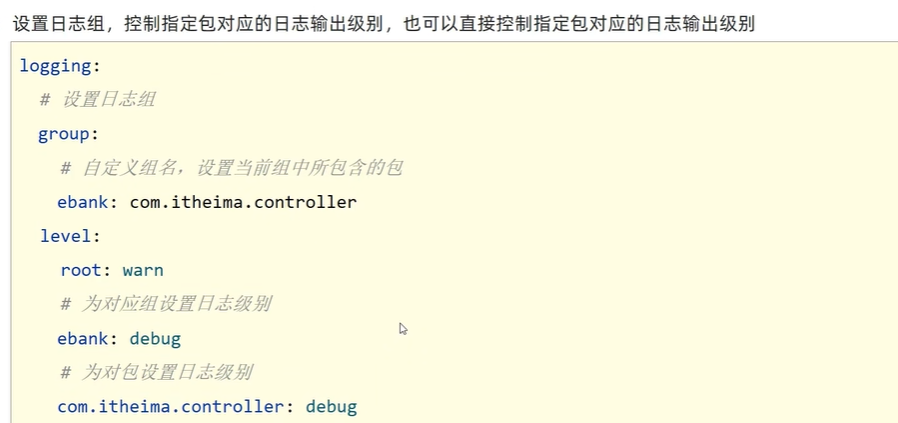 设置日志组，控制指定包对应的日志输出级别，也可以直接控制指定包对应的日志输出级别
logging:
# 设置日志组
group:
# 自定义组名，设置当前组中所包含的包
ebank: com.itheima.controller
level:
root: warn
# 为对应组设置日志级别
ebank: debug
# 为对包设置日志级别
com.itheima.controller: debug